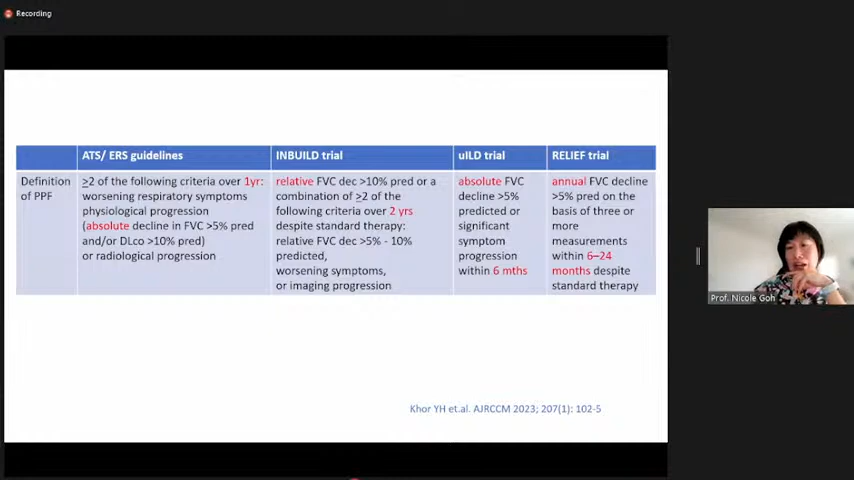 Recording
ATS/ ERS guidelines
INBUILD trial
uILD trial
RELIEF trial
Definition
of PPF
≥2 of the following criteria over 1yr:
worsening respiratory symptoms
physiological progression
(absolute decline in FVC >5% pred
and/or DLco >10% pred)
or radiological progression
relative FVC dec >10% pred or a
combination of ≥2 of the
following criteria over 2 yrs
despite standard therapy:
relative FVC dec >5% - 10%
predicted,
worsening symptoms,
or imaging progression
absolute FVC
decline >5%
predicted or
significant
symptom
progression
within 6 mths
annual FVC decline
>5% pred on the
basis of three or
more
measurements
within 6–24
months despite
standard therapy
Khor YH et.al. AJRCCM 2023; 207(1): 102-5
Prof. Nicole Goh